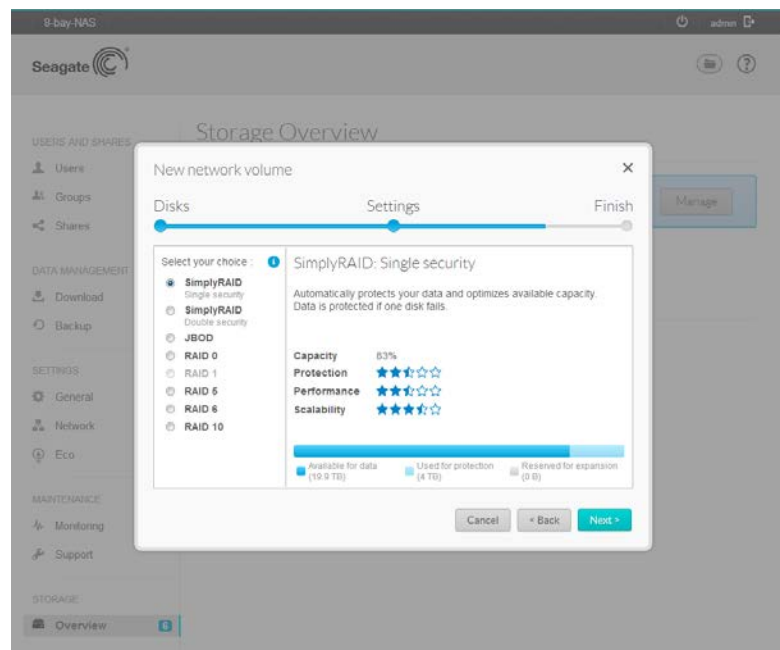 8-bay-NAS
admin
Seagate
USERS AND SHARES
Users
Groups
Shares
DATA MANAGEMENT
Download
Backup
SETTINGS
General
Network
Eco
MAINTENANCE
Monitoring
Support
STORAGE
Overview
6
Storage Overview
Manage
New network volume
Disks Settings Finish
Select your choice :
SimplyRAID
Single security
SimplyRAID
Double security
JBOD
RAID 0
RAID 1
RAID 5
RAID 6
RAID 10
SimplyRAID: Single security
Automatically protects your data and optimizes available capacity.
Data is protected if one disk fails.
Capacity 83%
Protection
Performance
Scalability
Available for data
(19.9 TB)
Used for protection
(4 TB)
Reserved for expansion
(0 B)
Cancel
< Back
Next >